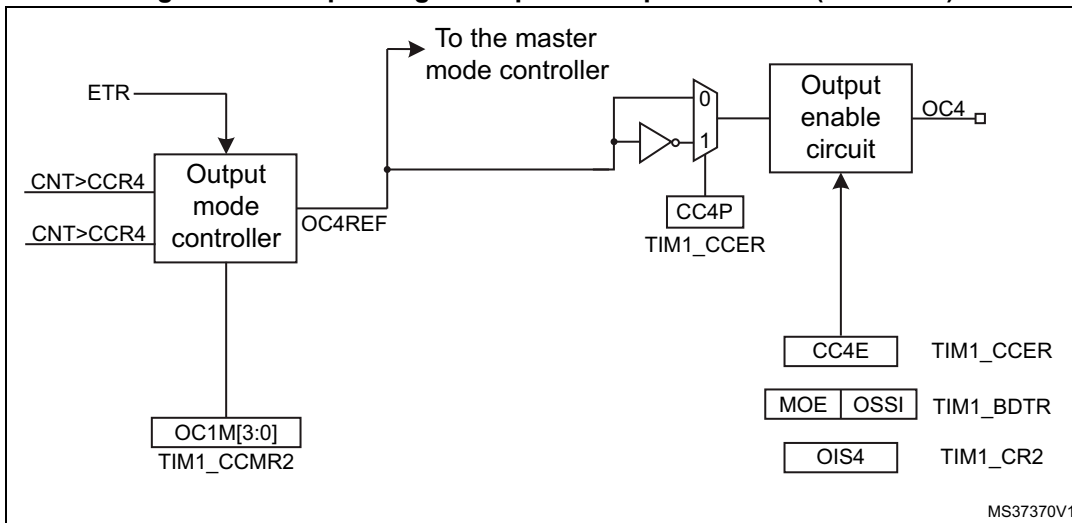 To the master
mode controller
ETR
0
1
Output
enable
circuit
OC4
CNT>CCR4
CNT>CCR4
Output
mode
controller
OC4REF
CC4P
TIM1_CCER
CC4E
TIM1_CCER
MOE
OSSI
TIM1_BDTR
OC1M[3:0]
TIM1_CCMR2
OIS4
TIM1_CR2
MS37370V1